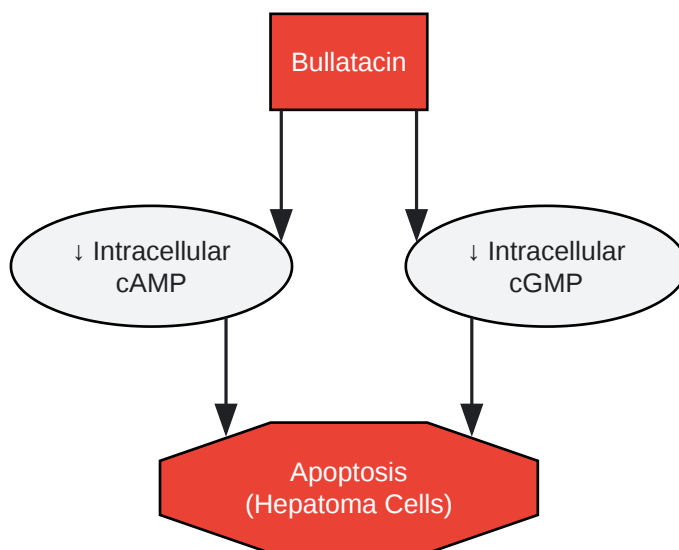 Bullatacin
↓ Intracellular
cAMP
↓ Intracellular
cGMP
Apoptosis
(Hepatoma Cells)